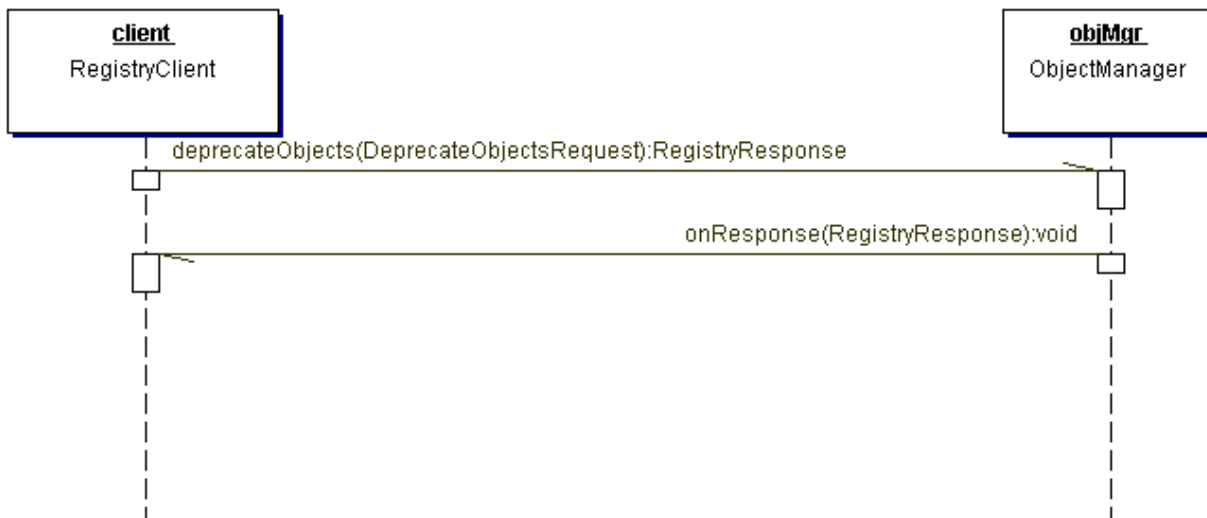 client
RegistryClient
objMgr
ObjectManager
deprecateObjects(DeprecateObjectsRequest):RegistryResponse
onResponse(RegistryResponse):void